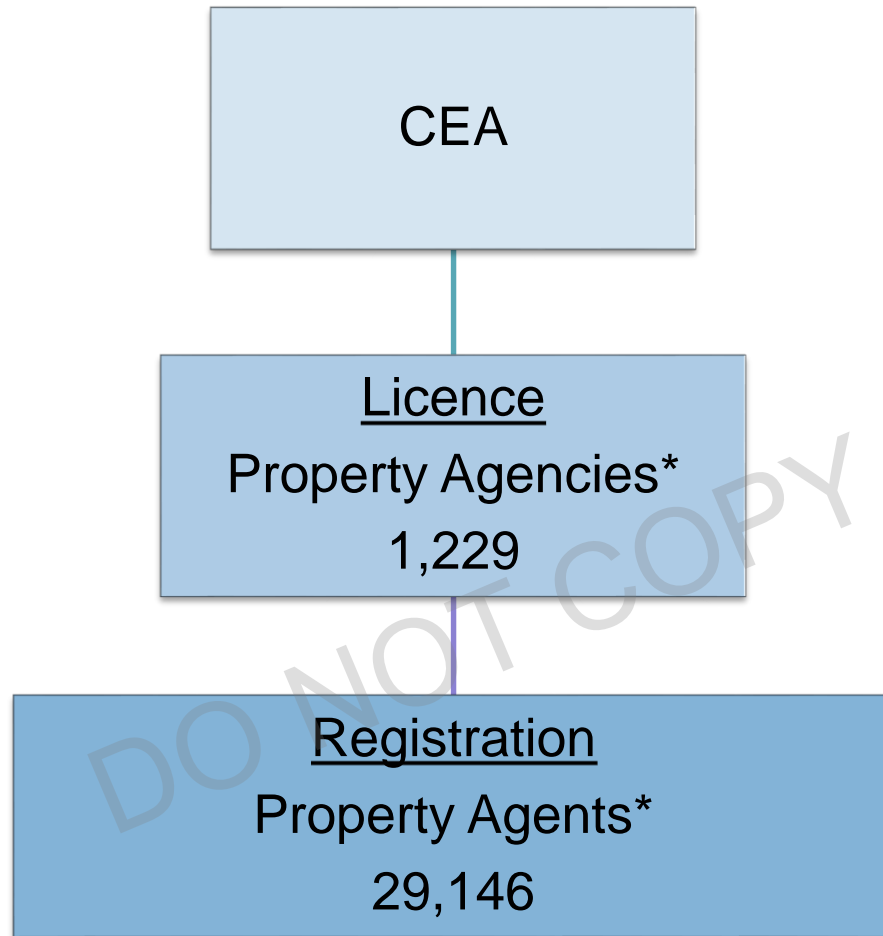 CEA
Licence
Property Agencies*
1,229
DO NOT COPY
Registration
Property Agents*
29,146